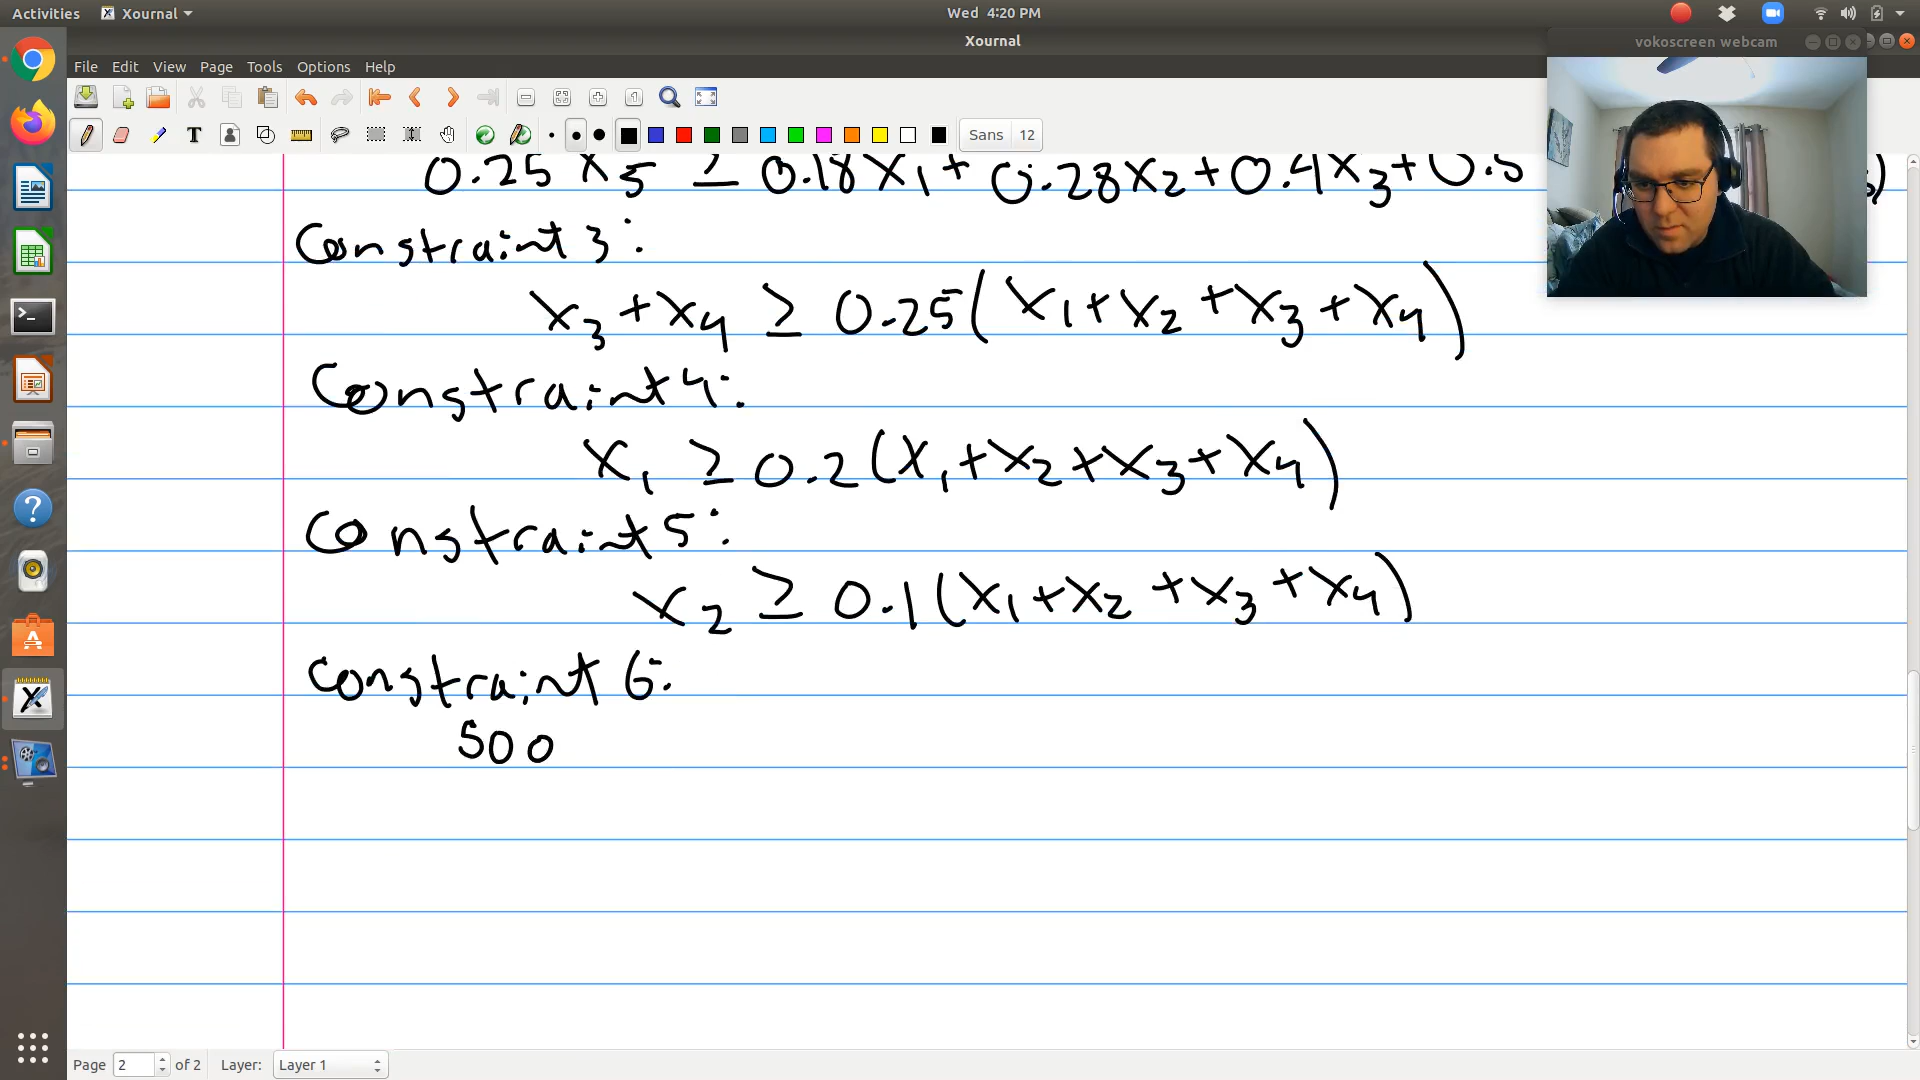 Activities Xournal Wed 4:20 PM
Xournal
vokoscreen webcam
File Edit View Page Tools Options Help
Sans 12
0.25 x5 ≥ 0.18x1 + 0.28x2 + 0.4x3 +
Constraint 3:
x3 + x4 ≥ 0.25(x1 + x2 + x3 + x4)
Constraint 4:
x1 ≥ 0.2(x1 + x2 + x3 + x4)
Constraint 5:
x2 ≥ 0.1(x1 + x2 + x3 + x4)
Constraint 6:
500
Page 2 of 2 Layer: Layer 1